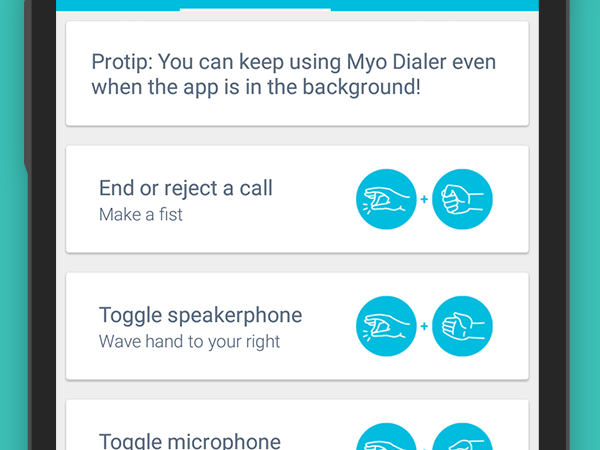 Protip: You can keep using Myo Dialer even
when the app is in the background!
End or reject a call
Make a fist
+
Toggle speakerphone
Wave hand to your right
+
Toggle microphone
+